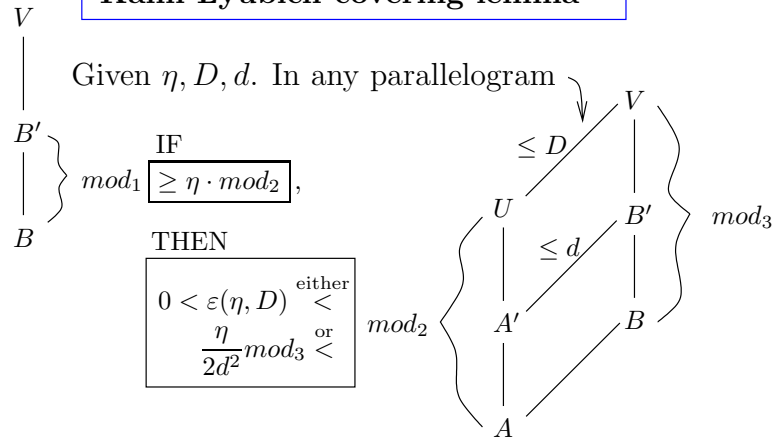 Kahn-Lyubich covering lemma
V
Given η, D, d. In any parallelogram
V
B′
IF
≤ D
mod₁ ≥ η · mod₂ ,
U
B′
mod₃
B
THEN
≤ d
0 < ε(η, D) either <
η/2d² mod₃ or <
mod₂
A′
B
A